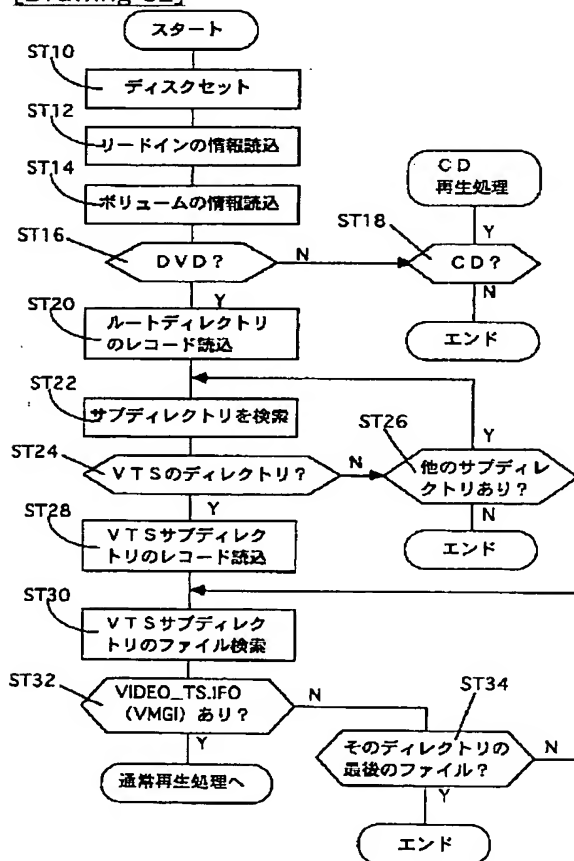 [Drawing 32]
スタート
ST10
ディスクセット
ST12
リードインの情報読込
ST14
ボリュームの情報読込
ST16
DVD?
N
Y
ST18
CD?
Y
CD
再生処理
N
エンド
ST20
ルートディレクトリ
のレコード読込
ST22
サブディレクトリを検索
ST24
VTSのディレクトリ?
N
Y
ST26
他のサブディレ
クトリあり?
Y
N
エンド
ST28
VTSサブディレク
トリのレコード読込
ST30
VTSサブディレク
トリのファイル検索
ST32
VIDEO_TS.IFO
(VMGI)あり?
N
Y
通常再生処理へ
ST34
そのディレクトリの
最後のファイル?
N
Y
エンド